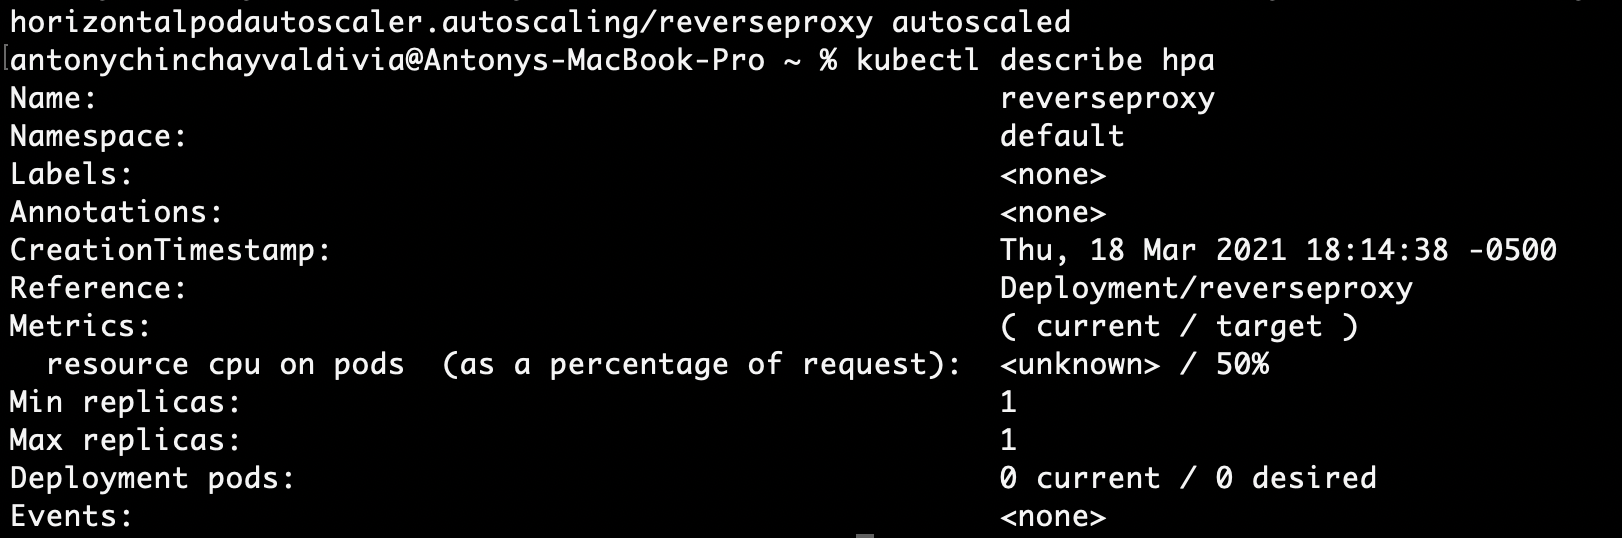 horizontalpodautoscaler.autoscaling/reverseproxy autoscaled
[antonychinchayvaldivia@Antonys-MacBook-Pro ~ % kubectl describe hpa
Name: reverseproxy
Namespace: default
Labels: <none>
Annotations: <none>
CreationTimestamp: Thu, 18 Mar 2021 18:14:38 -0500
Reference: Deployment/reverseproxy
Metrics: ( current / target )
  resource cpu on pods  (as a percentage of request): <unknown> / 50%
Min replicas: 1
Max replicas: 1
Deployment pods: 0 current / 0 desired
Events: <none>